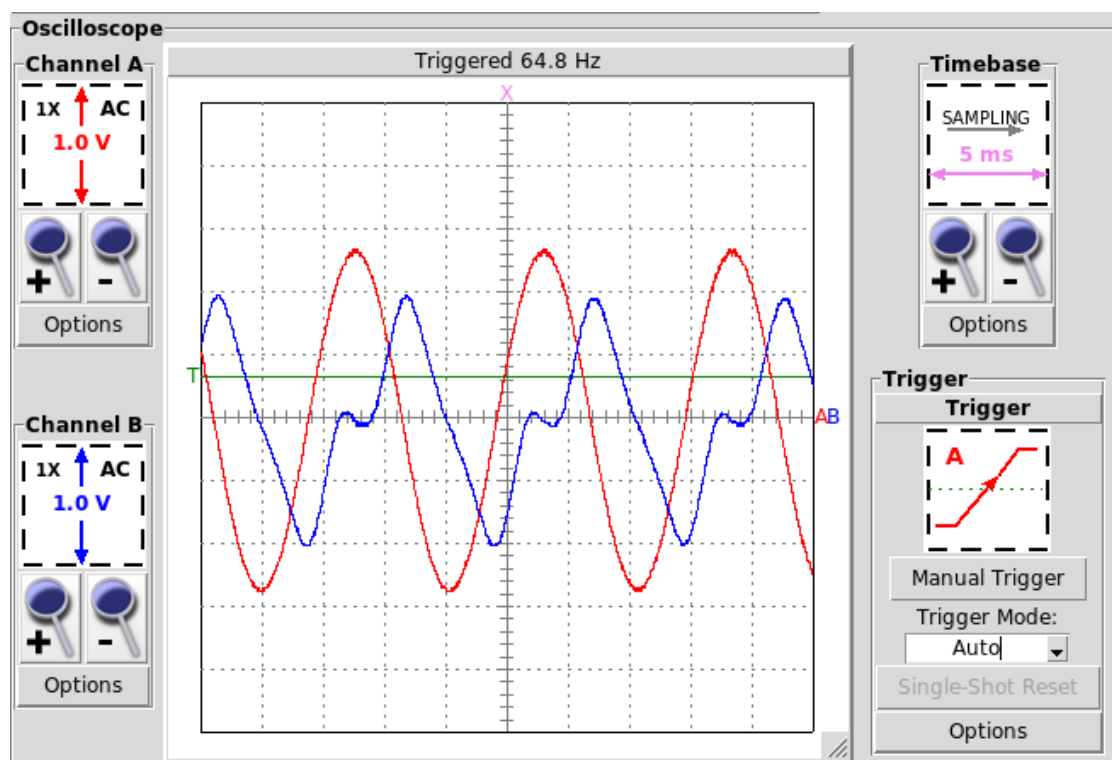 Oscilloscope
Channel A
1X AC
1.0 V
+ -
Options
Channel B
1X AC
1.0 V
+ -
Options
Triggered 64.8 Hz
X
T
AB
Timebase
SAMPLING
5 ms
+ -
Options
Trigger
Trigger
A
Manual Trigger
Trigger Mode:
Auto
Single-Shot Reset
Options